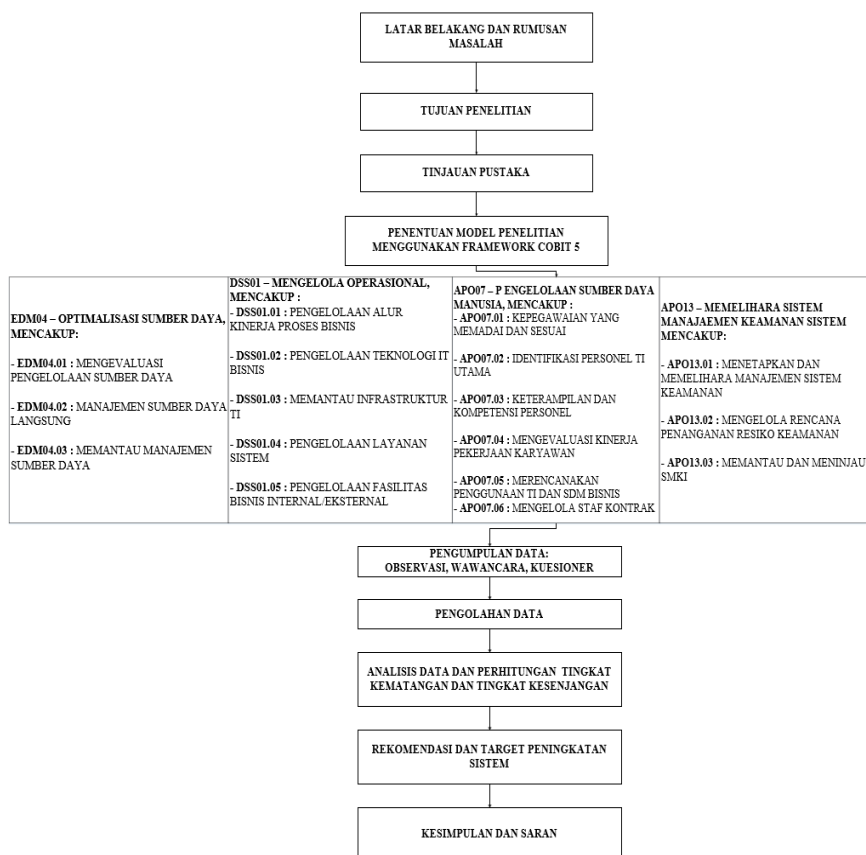 LATAR BELAKANG DAN RUMUSAN
MASALAH
TUJUAN PENELITIAN
TINJAUAN PUSTAKA
PENENTUAN MODEL PENELITIAN
MENGGUNAKAN FRAMEWORK COBIT 5
EDM04 – OPTIMALISASI SUMBER DAYA,
MENCAKUP:
- EDM04.01 : MENGEVALUASI
PENGELOLAAN SUMBER DAYA
- EDM04.02 : MANAJEMEN SUMBER DAYA
LANGSUNG
- EDM04.03 : MEMANTAU MANAJEMEN
SUMBER DAYA
DSS01 – MENGELOLA OPERASIONAL,
MENCAKUP :
- DSS01.01 : PENGELOLAAN ALUR
KINERJA PROSES BISNIS
- DSS01.02 : PENGELOLAAN TEKNOLOGI IT
BISNIS
- DSS01.03 : MEMANTAU INFRASTRUKTUR
TI
- DSS01.04 : PENGELOLAAN LAYANAN
SISTEM
- DSS01.05 : PENGELOLAAN FASILITAS
BISNIS INTERNAL/EKSTERNAL
APO07 – P ENGELOLAAN SUMBER DAYA
MANUSIA, MENCAKUP :
- APO07.01 : KEPEGAWAIAN YANG
MEMADAI DAN SESUAI
- APO07.02 : IDENTIFIKASI PERSONEL TI
UTAMA
- APO07.03 : KETERAMPILAN DAN
KOMPETENSI PERSONEL
- APO07.04 : MENGEVALUASI KINERJA
PEKERJAAN KARYAWAN
- APO07.05 : MERENCANAKAN
PENGGUNAAN TI DAN SDM BISNIS
- APO07.06 : MENGELOLA STAF KONTRAK
APO13 – MEMELIHARA SISTEM
MANAJAEMEN KEAMANAN SISTEM
MENCAKUP:
- APO13.01 : MENETAPKAN DAN
MEMELIHARA MANAJEMEN SISTEM
KEAMANAN
- APO13.02 : MENGELOLA RENCANA
PENANGANAN RESIKO KEAMANAN
- APO13.03 : MEMANTAU DAN MENINJAU
SMKI
PENGUMPULAN DATA:
OBSERVASI, WAWANCARA, KUESIONER
PENGOLAHAN DATA
ANALISIS DATA DAN PERHITUNGAN TINGKAT
KEMATANGAN DAN TINGKAT KESENJANGAN
REKOMENDASI DAN TARGET PENINGKATAN
SISTEM
KESIMPULAN DAN SARAN